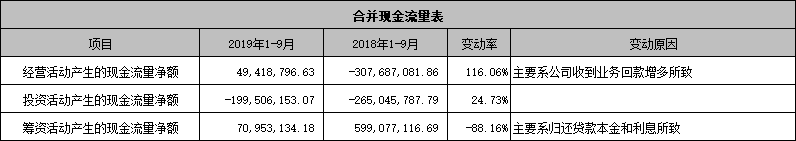 合并现金流量表
项目 2019年1-9月 2018年1-9月 变动率 变动原因
经营活动产生的现金流量净额 49,418,796.63 -307,687,081.86 116.06% 主要系公司收到业务回款增多所致
投资活动产生的现金流量净额 -199,506,153.07 -265,045,787.79 24.73%
筹资活动产生的现金流量净额 70,953,134.18 599,077,116.69 -88.16% 主要系归还贷款本金和利息所致